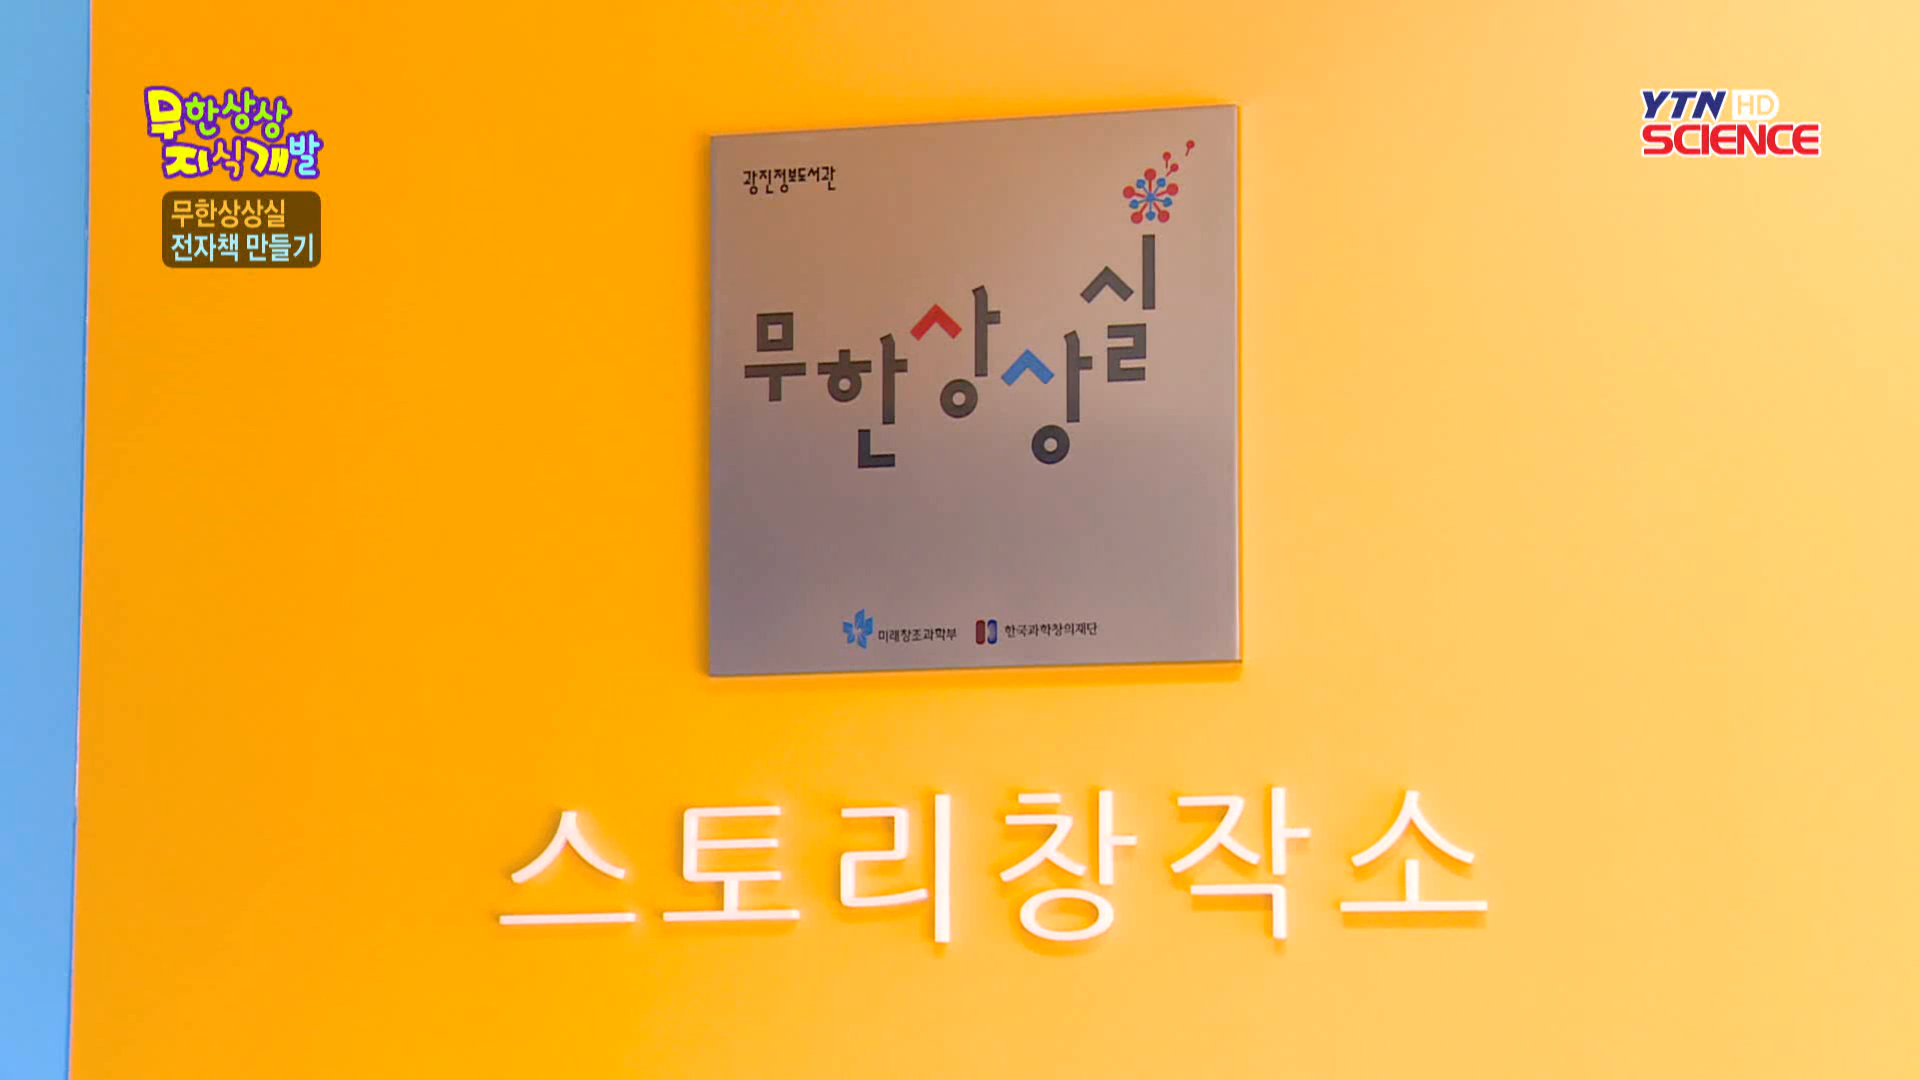 무한상상
지식개발
무한상상실
전자책 만들기
YTN HD
SCIENCE
광진정보도서관
무한상상실
미래창조과학부 한국과학창의재단
스토리창작소